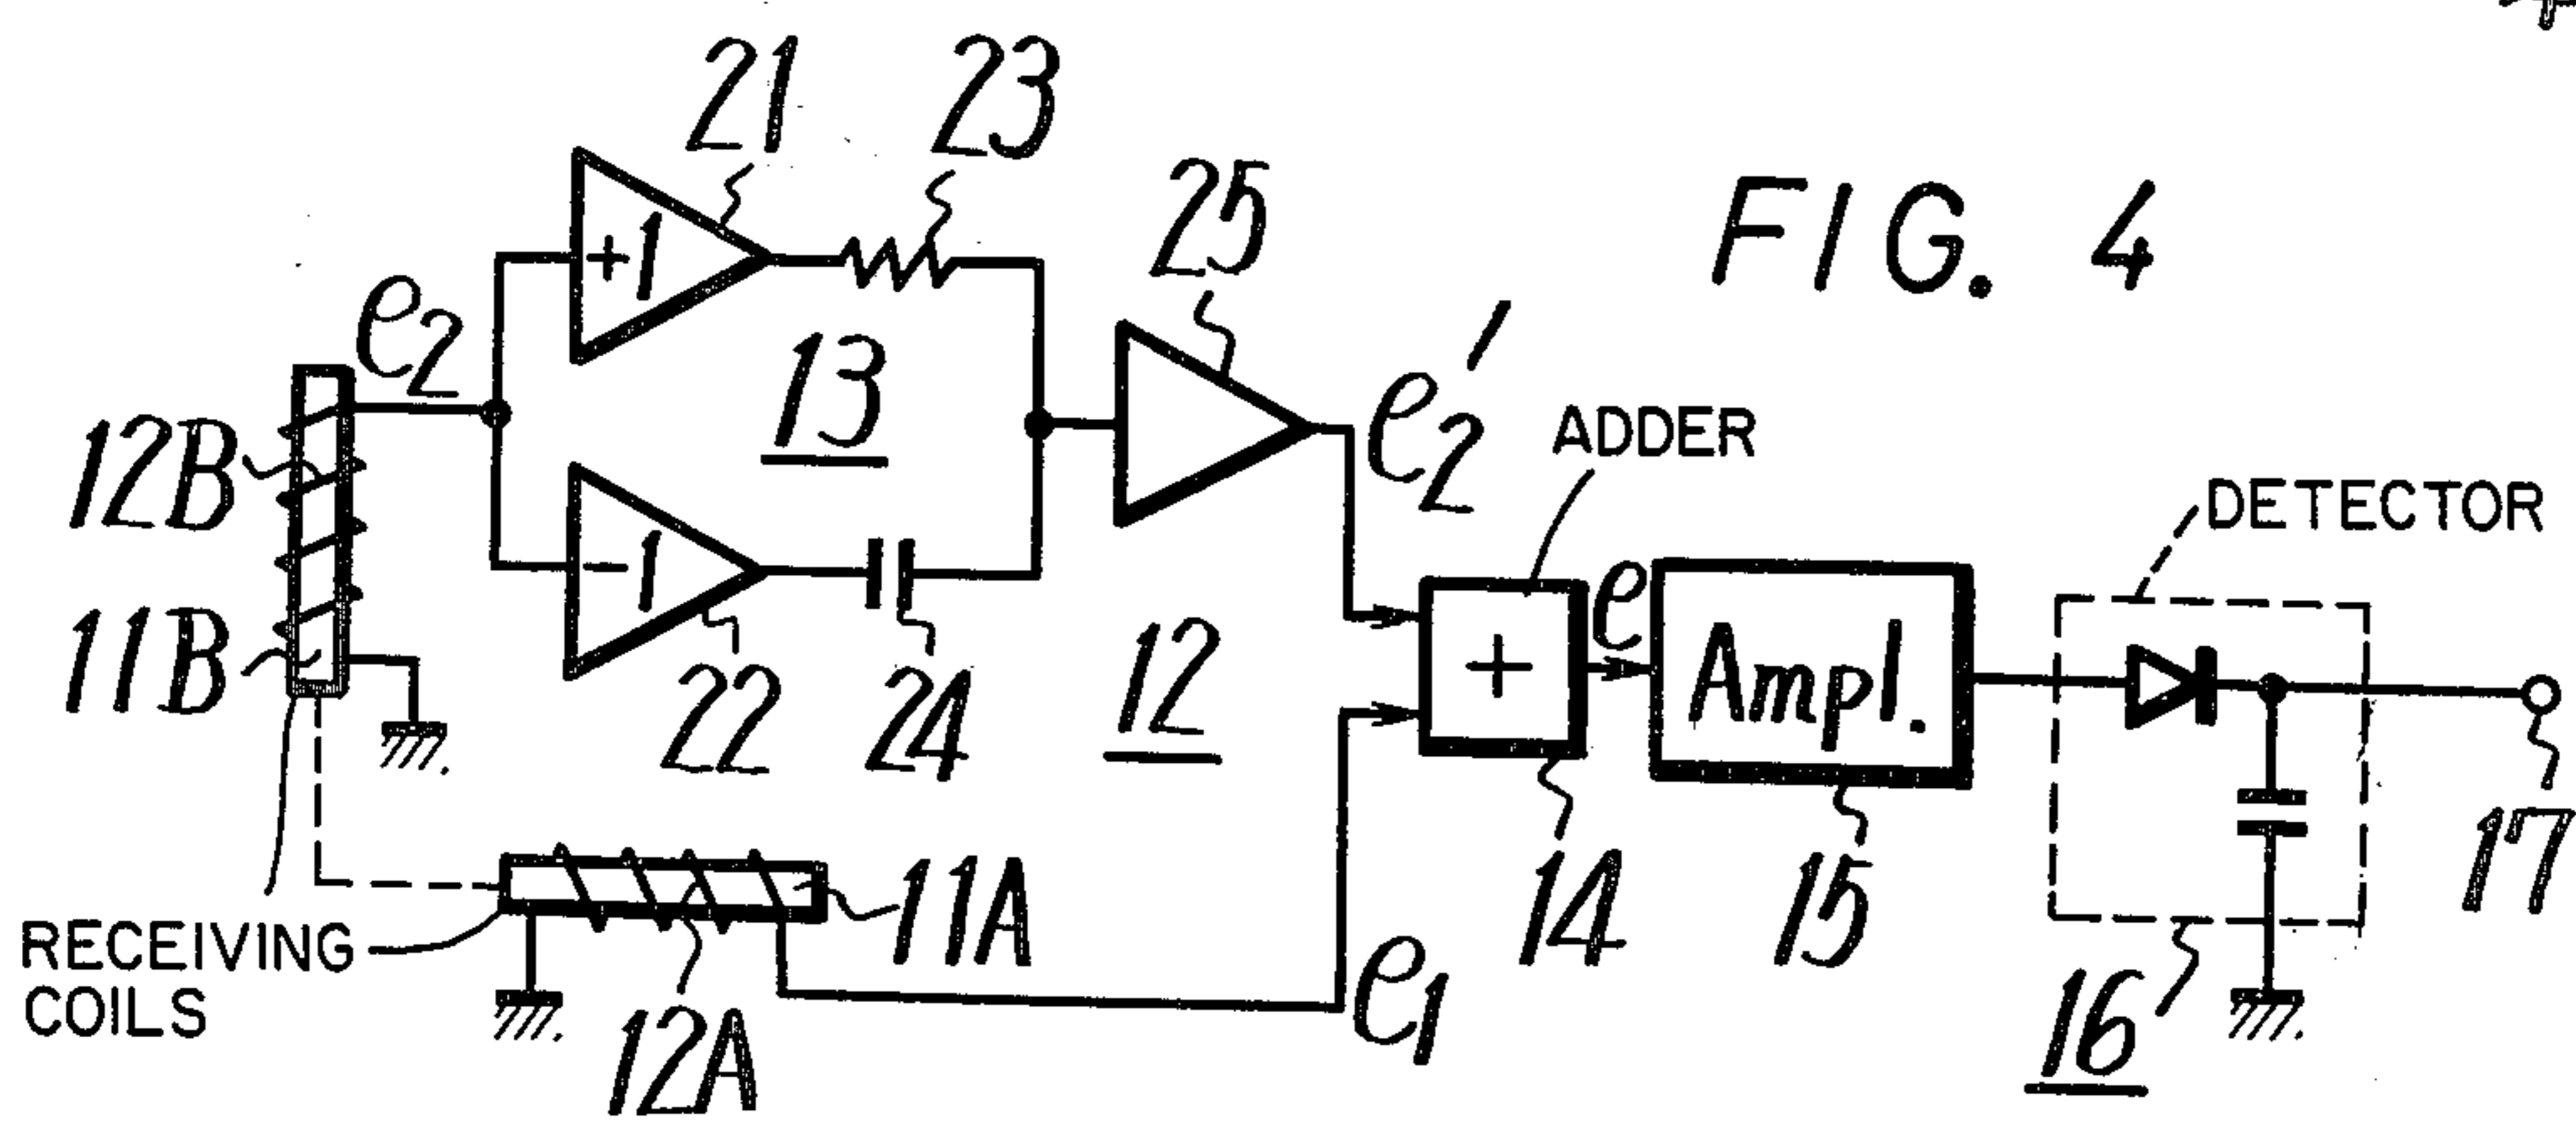 21
23
25
FIG. 4
e2
+1
13
e2'
ADDER
12B
DETECTOR
-1
e
11B
12
+
Ampl.
22
24
17
14
15
11A
RECEIVING
COILS
e1
12A
16